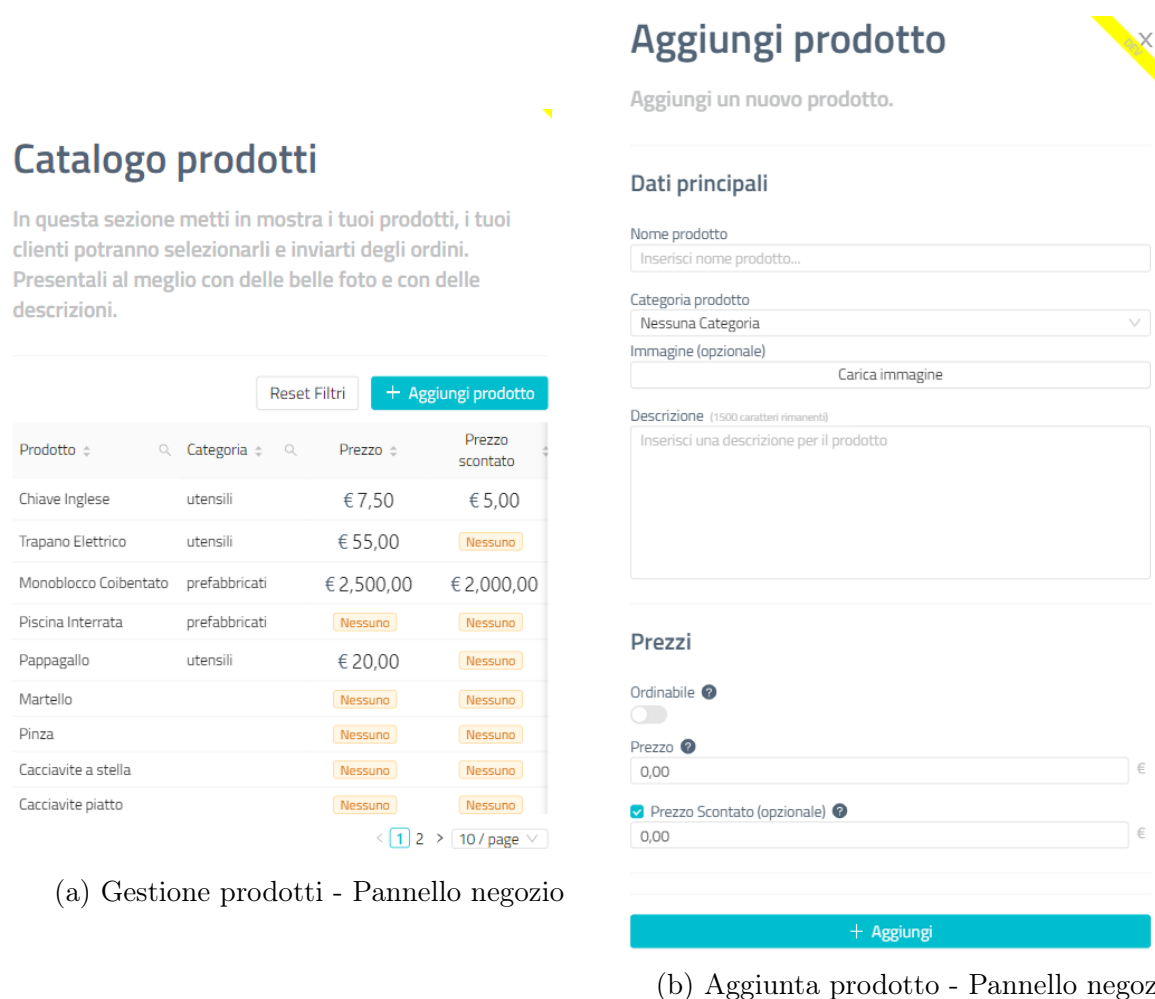 Catalogo prodotti
In questa sezione metti in mostra i tuoi prodotti, i tuoi
clienti potranno selezionarli e inviarti degli ordini.
Presentali al meglio con delle belle foto e con delle
descrizioni.
Reset Filtri + Aggiungi prodotto
Prodotto Categoria Prezzo Prezzo
scontato
Chiave Inglese utensili € 7,50 € 5,00
Trapano Elettrico utensili € 55,00 Nessuno
Monoblocco Coibentato prefabbricati € 2,500,00 € 2,000,00
Piscina Interrata prefabbricati Nessuno Nessuno
Pappagallo utensili € 20,00 Nessuno
Martello Nessuno Nessuno
Pinza Nessuno Nessuno
Cacciavite a stella Nessuno Nessuno
Cacciavite piatto Nessuno Nessuno
< 1 2 > 10 / page
(a) Gestione prodotti - Pannello negozio
Aggiungi prodotto
DEV
X
Aggiungi un nuovo prodotto.
Dati principali
Nome prodotto
Inserisci nome prodotto...
Categoria prodotto
Nessuna Categoria
Immagine (opzionale)
Carica immagine
Descrizione (1500 caratteri rimanenti)
Inserisci una descrizione per il prodotto
Prezzi
Ordinabile ?
Prezzo ?
0,00 €
Prezzo Scontato (opzionale) ?
0,00 €
+ Aggiungi
(b) Aggiunta prodotto - Pannello negoz